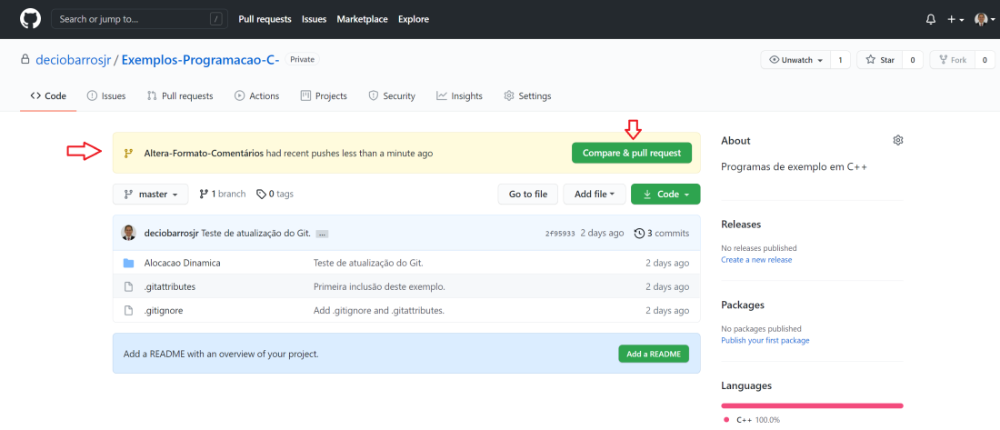 Search or jump to... / Pull requests Issues Marketplace Explore
deciobarrosjr / Exemplos-Programacao-C- Private Unwatch 1 Star 0 Fork 0
Code Issues Pull requests Actions Projects Security Insights Settings
Altera-Formato-Comentários had recent pushes less than a minute ago Compare & pull request
master 1 branch 0 tags Go to file Add file Code
deciobarrosjr Teste de atualização do Git. ... 2f95933 2 days ago 3 commits
Alocacao Dinamica Teste de atualização do Git. 2 days ago
.gitattributes Primeira inclusão deste exemplo. 2 days ago
.gitignore Add .gitignore and .gitattributes. 2 days ago
Add a README with an overview of your project. Add a README
About
Programas de exemplo em C++
Releases
No releases published
Create a new release
Packages
No packages published
Publish your first package
Languages
C++ 100.0%